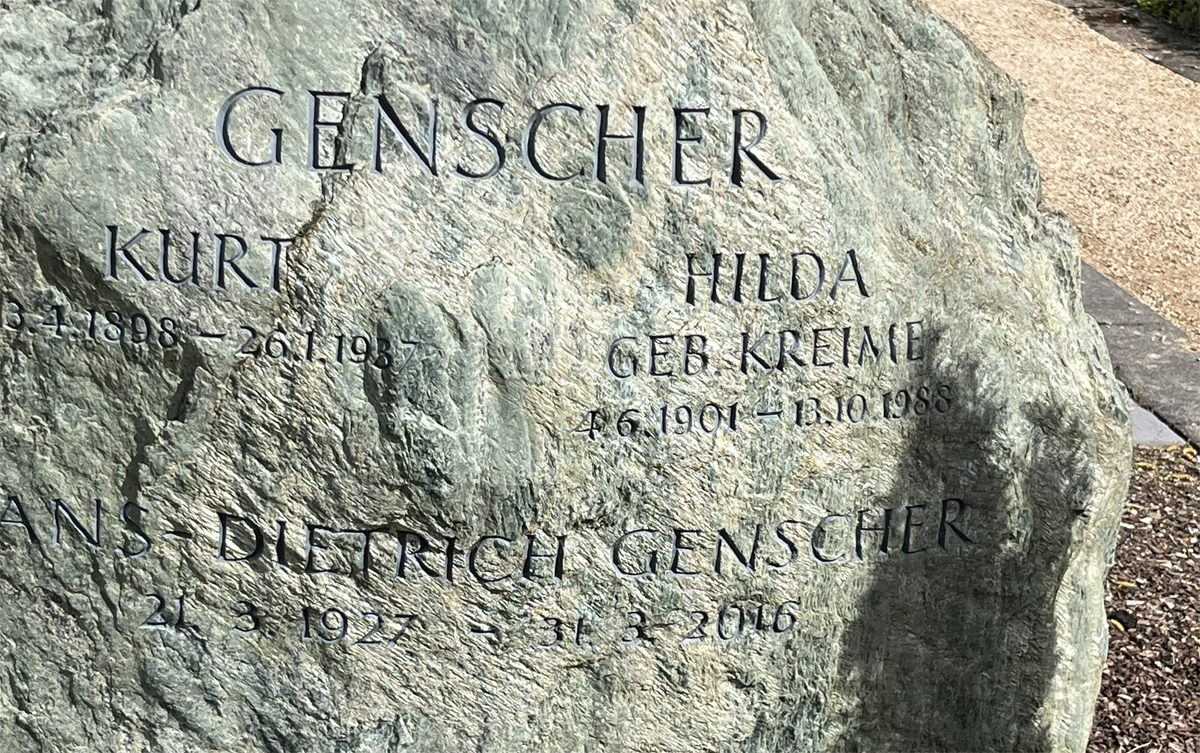 GENSCHER
KURT
13.4.1898 – 26.1.1937
HILDA
GEB. KREIME
4.6.1901 – 13.10.1988
ANS-DIETRICH GENSCHER
21. 3. 1927 – 31. 3. 2016